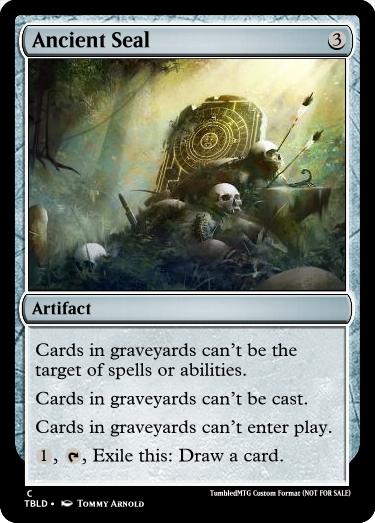 Ancient Seal 3
Artifact
Cards in graveyards can't be the
target of spells or abilities.
Cards in graveyards can't be cast.
Cards in graveyards can't enter play.
1 , , Exile this: Draw a card.
C
TBLD • Tommy Arnold
TumbledMTG Custom Format (NOT FOR SALE)